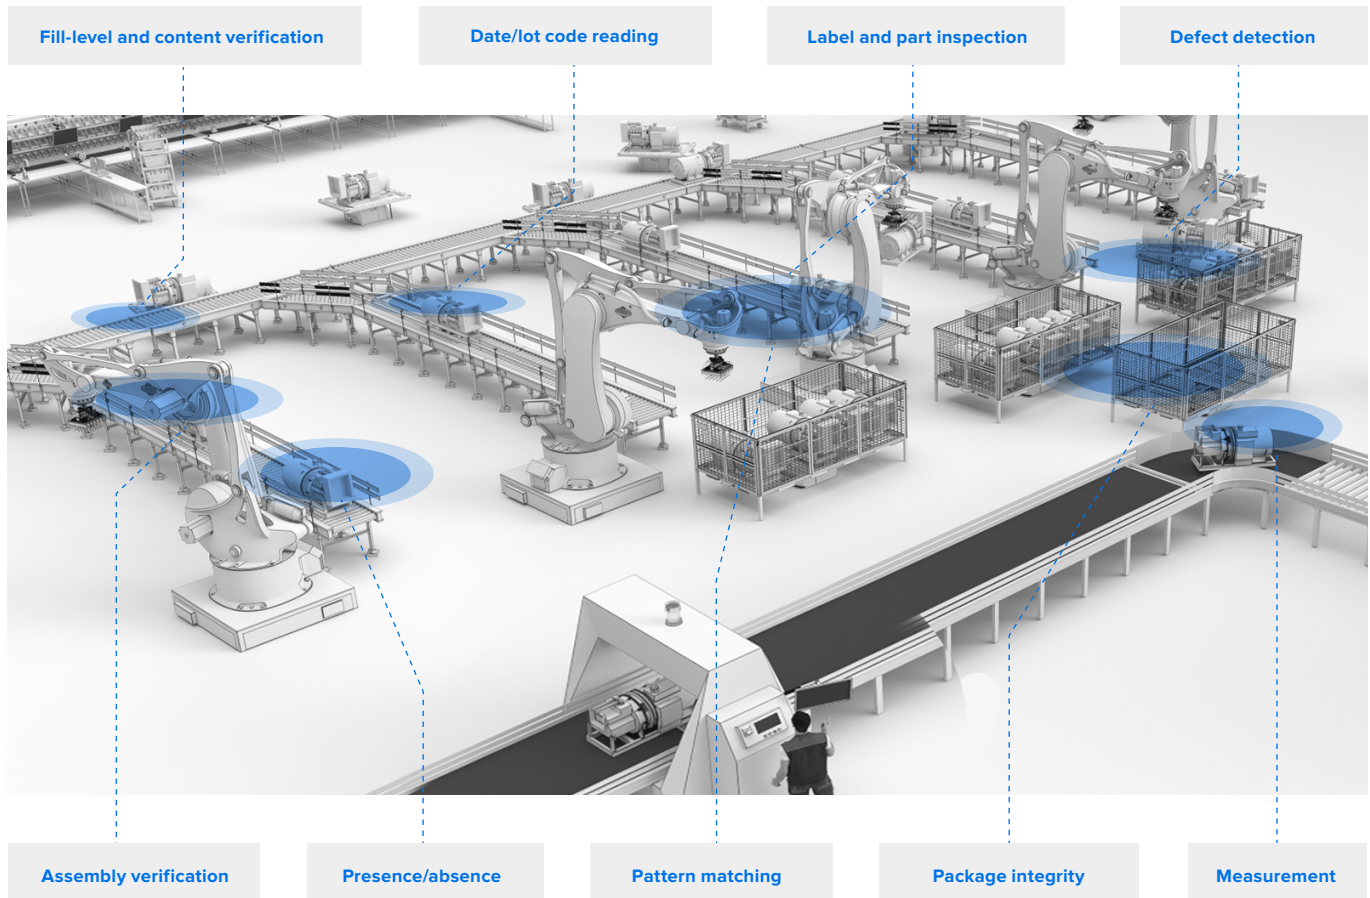 Fill-level and content verification
Date/lot code reading
Label and part inspection
Defect detection
Assembly verification
Presence/absence
Pattern matching
Package integrity
Measurement